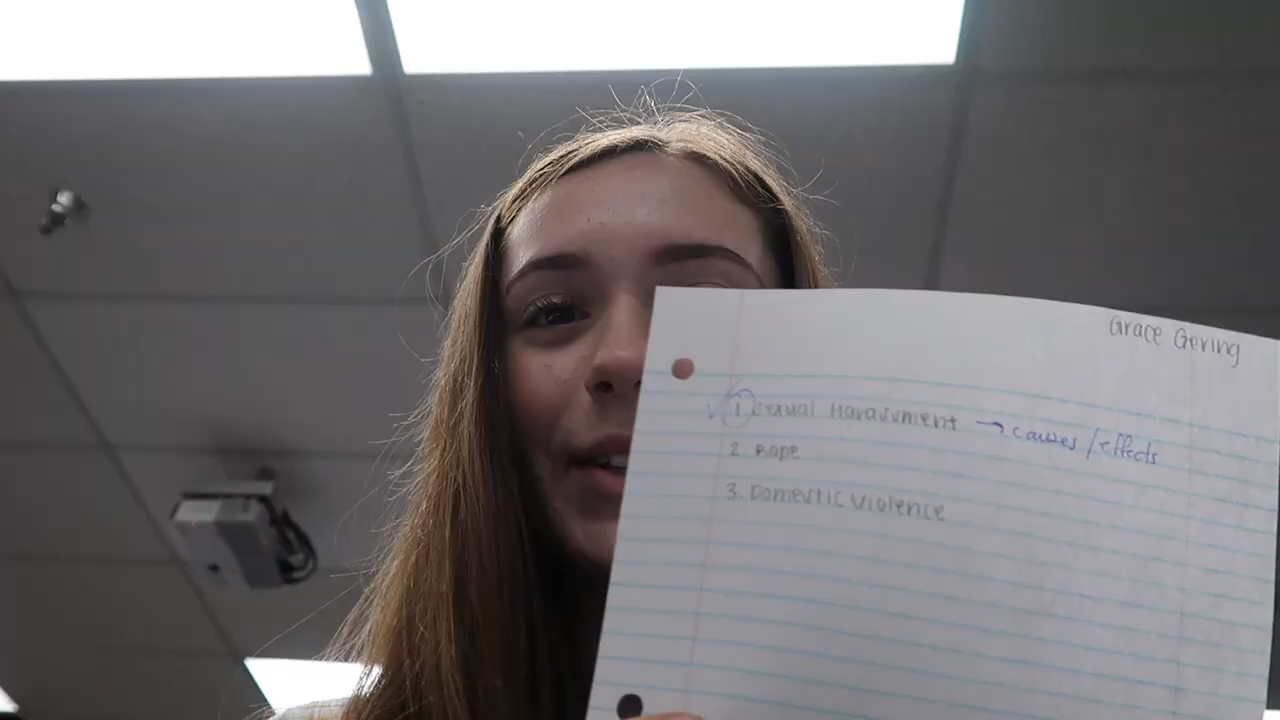 Grace Gering
✓ 1. Sexual Harassment → causes/effects
2. Rape
3. Domestic Violence